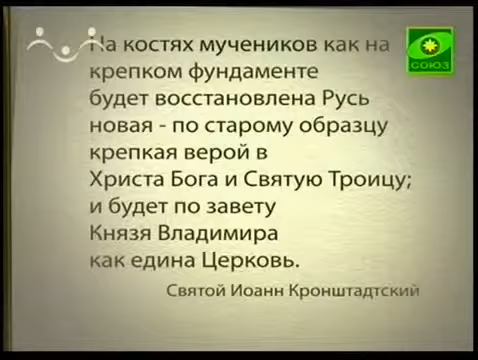 На костях мучеников как на
крепком фундаменте
будет восстановлена Русь
новая - по старому образцу
крепкая верой в
Христа Бога и Святую Троицу;
и будет по завету
Князя Владимира
как едина Церковь.
Святой Иоанн Кронштадтский
СОЮЗ